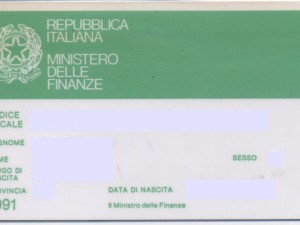 REPUBBLICA
ITALIANA
MINISTERO
DELLE
FINANZE
DICE
CALE
GNOME
ME
SESSO
OGO DI
SCITA
OVINCIA
DATA DI NASCITA
991
Il Ministro delle Finanze